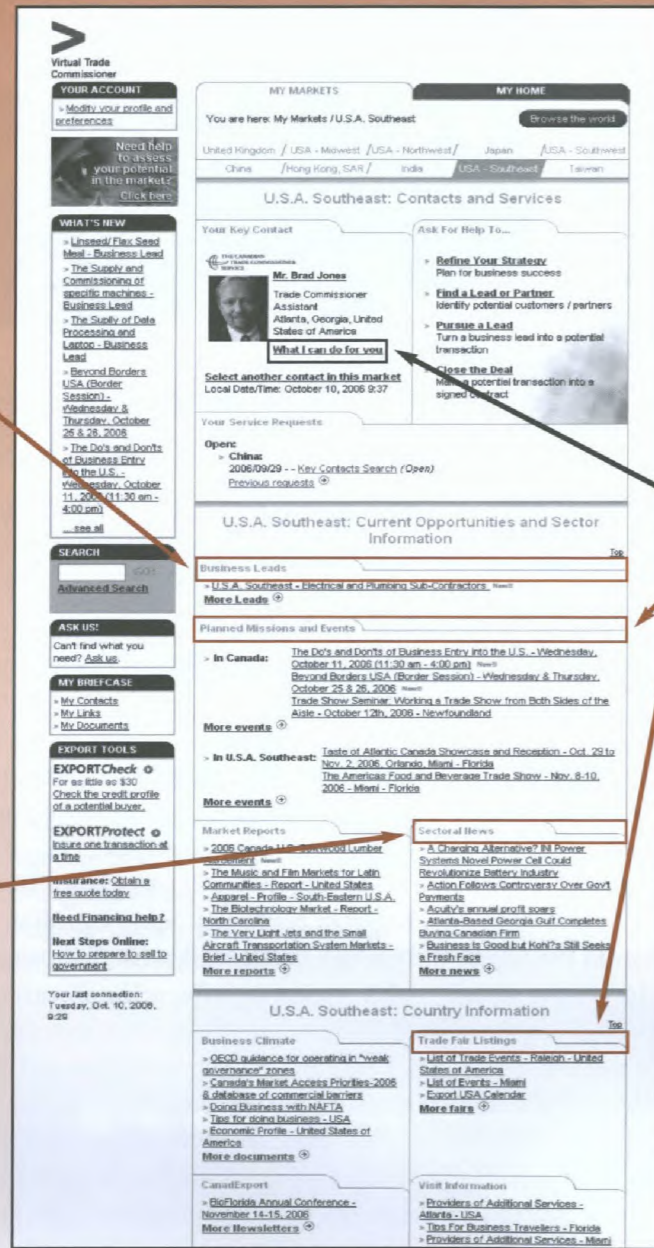 Virtual Trade
Commissioner
YOUR ACCOUNT
» Modify your profile and
preferences
Need help
to assess
your potential
in the market?
Click here
WHAT'S NEW
» Linseed/ Flax Seed
Meal - Business Lead
» The Supply and
Commissioning of
specific machines -
Business Lead
» The Suplly of Data
Processing and
Laptop - Business
Lead
» Beyond Borders
USA (Border
Session) -
Wednesday &
Thursday, October
25 & 26, 2006
» The Do's and Don'ts
of Business Entry
into the U.S. -
Wednesday, October
11, 2006 (11:30 am -
4:00 pm)
... see all
SEARCH
Advanced Search
ASK US!
Can't find what you
need? Ask us.
MY BRIEFCASE
» My Contacts
» My Links
» My Documents
EXPORT TOOLS
EXPORTCheck
For as little as $30
Check the credit profile
of a potential buyer.
EXPORTProtect
Insure one transaction at
a time
Insurance: Obtain a
free quote today
Need Financing help?
Next Steps Online:
How to prepare to sell to
government
Your last connection:
Tuesday, Oct. 10, 2006,
9:29
MY MARKETS
MY HOME
You are here: My Markets / U.S.A. Southeast
Browse the world
United Kingdom / USA - Midwest / USA - Northwest / Japan / USA - Southwest
China / Hong Kong, SAR / India USA - Southeast Taiwan
U.S.A. Southeast: Contacts and Services
Your Key Contact
THE CANADIAN
TRADE COMMISSIONER
SERVICE
Mr. Brad Jones
Trade Commissioner
Assistant
Atlanta, Georgia, United
States of America
What I can do for you
Select another contact in this market
Local Date/Time: October 10, 2006 9:37
Ask For Help To...
» Refine Your Strategy
Plan for business success
» Find a Lead or Partner
Identify potential customers / partners
» Pursue a Lead
Turn a business lead into a potential
transaction
» Close the Deal
Make a potential transaction into a
signed contract
Your Service Requests
Open:
» China:
2006/09/29 - - Key Contacts Search (Open)
Previous requests
U.S.A. Southeast: Current Opportunities and Sector
Information
Top
Business Leads
» U.S.A. Southeast - Electrical and Plumbing Sub-Contractors New!!
More Leads
Planned Missions and Events
» In Canada: The Do's and Don'ts of Business Entry into the U.S. - Wednesday,
October 11, 2006 (11:30 am - 4:00 pm) New!!
Beyond Borders USA (Border Session) - Wednesday & Thursday,
October 25 & 26, 2006 New!!
Trade Show Seminar: Working a Trade Show from Both Sides of the
Aisle - October 12th, 2006 - Newfoundland
More events
» In U.S.A. Southeast: Taste of Atlantic Canada Showcase and Reception - Oct. 29 to
Nov. 2, 2006, Orlando, Miami - Florida
The Americas Food and Beverage Trade Show - Nov. 8-10,
2006 - Miami - Florida
More events
Market Reports
» 2006 Canada U.S. Softwood Lumber
Agreement New!!
» The Music and Film Markets for Latin
Communities - Report - United States
» Apparel - Profile - South-Eastern U.S.A.
» The Biotechnology Market - Report -
North Carolina
» The Very Light Jets and the Small
Aircraft Transportation System Markets -
Brief - United States
More reports
Sectoral News
» A Charging Alternative? INI Power
Systems Novel Power Cell Could
Revolutionize Battery Industry
» Action Follows Controversy Over Gov't
Payments
» Acuity's annual profit soars
» Atlanta-Based Georgia Gulf Completes
Buying Canadian Firm
» Business Is Good but Kohl?s Still Seeks
a Fresh Face
More news
U.S.A. Southeast: Country Information
Top
Business Climate
» OECD guidance for operating in "weak
governance" zones
» Canada's Market Access Priorities-2006
& database of commercial barriers
» Doing Business with NAFTA
» Tips for doing business - USA
» Economic Profile - United States of
America
More documents
Trade Fair Listings
» List of Trade Events - Raleigh - United
States of America
» List of Events - Miami
» Export USA Calendar
More fairs
CanadExport
» BioFlorida Annual Conference -
November 14-15, 2006
More Newsletters
Visit Information
» Providers of Additional Services -
Atlanta - USA
» Tips For Business Travellers - Florida
» Providers of Additional Services - Miami